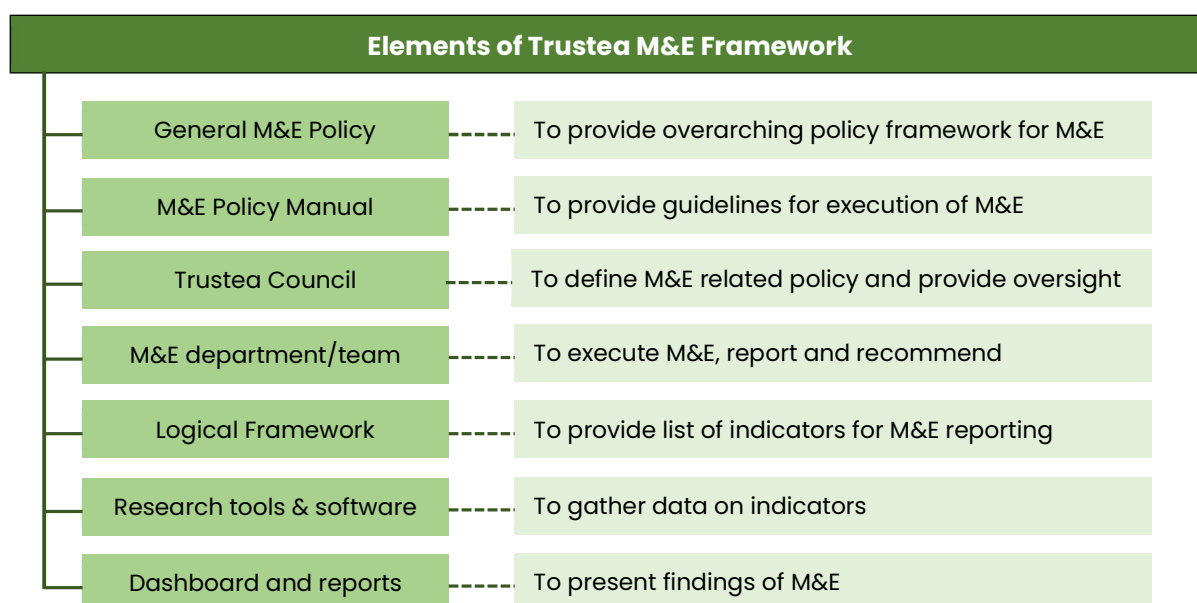 Elements of Trustea M&E Framework
General M&E Policy
To provide overarching policy framework for M&E
M&E Policy Manual
To provide guidelines for execution of M&E
Trustea Council
To define M&E related policy and provide oversight
M&E department/team
To execute M&E, report and recommend
Logical Framework
To provide list of indicators for M&E reporting
Research tools & software
To gather data on indicators
Dashboard and reports
To present findings of M&E